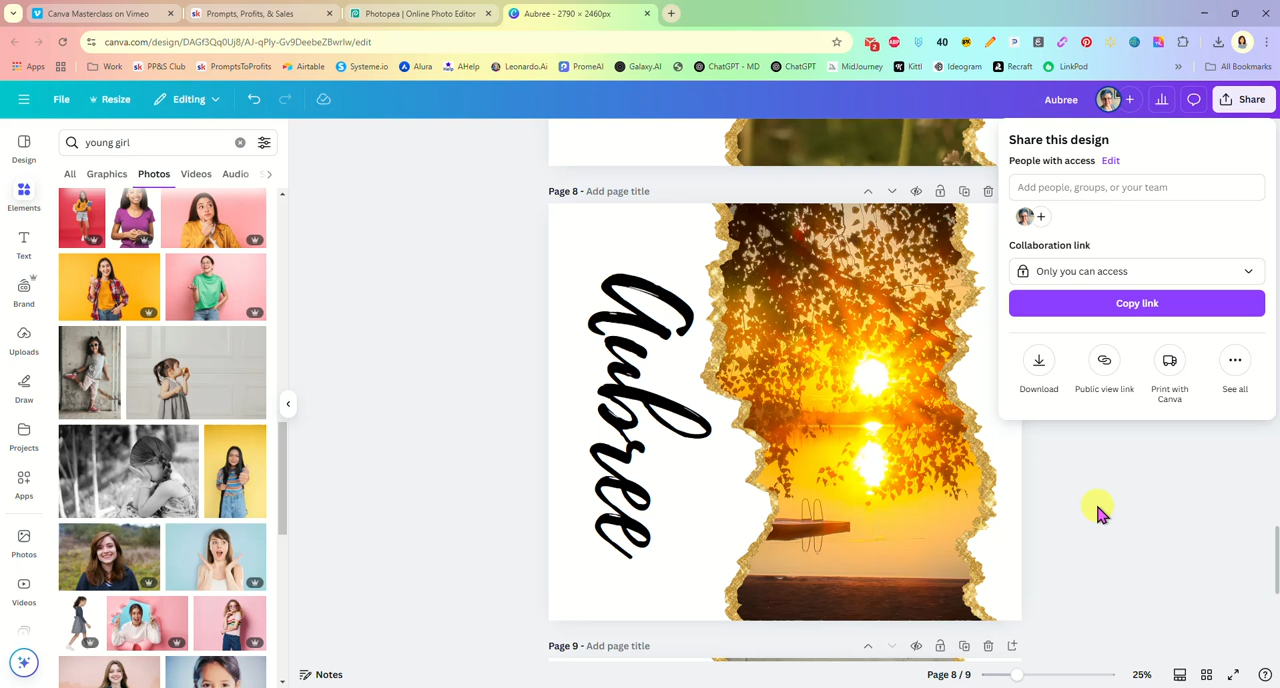 Canva Masterclass on Vimeo
Prompts, Profits, & Sales
Photopea | Online Photo Editor
Aubree - 2790 × 2460px
canva.com/design/DAGf3Qq0Uj8/AJ-qPIy-Gv9DeebeZBwrlw/edit
2
40
Apps
Work
PP&S Club
PromptsToProfits
Airtable
Systeme.io
Alura
AHelp
Leonardo.Ai
PromeAI
Galaxy.AI
ChatGPT - MD
ChatGPT
MidJourney
Kittl
Ideogram
Recraft
LinkPod
All Bookmarks
File
Resize
Editing
Aubree
Share
Design
Elements
Text
Brand
Uploads
Draw
Projects
Apps
Photos
Videos
young girl
All
Graphics
Photos
Videos
Audio
Page 8 - Add page title
Aubree
Page 9 - Add page title
Share this design
People with access
Edit
Add people, groups, or your team
Collaboration link
Only you can access
Copy link
Download
Public view link
Print with
Canva
See all
Notes
Page 8 / 9
25%